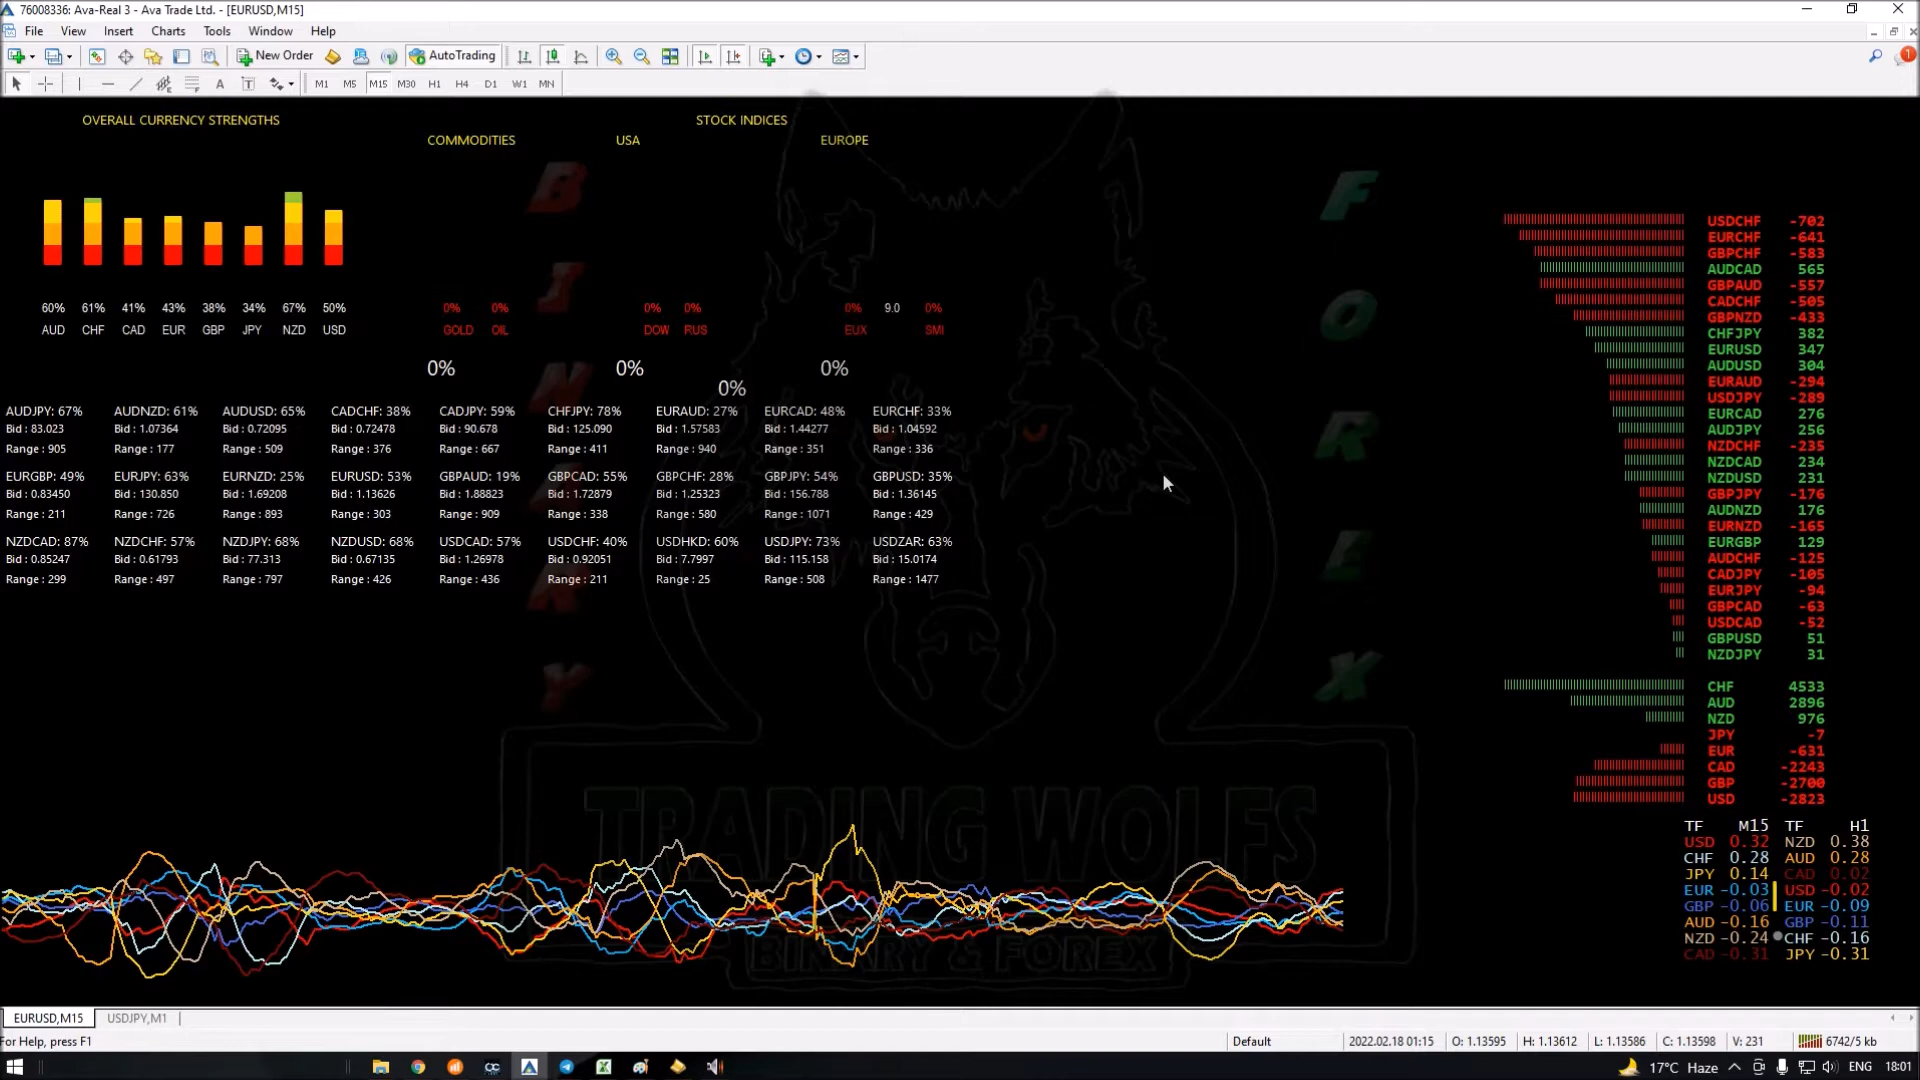 76008336: Ava-Real 3 - Ava Trade Ltd. - [EURUSD,M15]
File View Insert Charts Tools Window Help
New Order AutoTrading 1
A T M1 M5 M15 M30 H1 H4 D1 W1 MN
OVERALL CURRENCY STRENGTHS STOCK INDICES
COMMODITIES USA EUROPE
60% 61% 41% 43% 38% 34% 67% 50% 0% 0% 0% 0% 0% 9.0 0%
AUD CHF CAD EUR GBP JPY NZD USD GOLD OIL DOW RUS EUX SMI
0% 0% 0%
0%
AUDJPY: 67% AUDNZD: 61% AUDUSD: 65% CADCHF: 38% CADJPY: 59% CHFJPY: 78% EURAUD: 27% EURCAD: 48% EURCHF: 33%
Bid : 83.023 Bid : 1.07364 Bid : 0.72095 Bid : 0.72478 Bid : 90.678 Bid : 125.090 Bid : 1.57583 Bid : 1.44277 Bid : 1.04592
Range : 905 Range : 177 Range : 509 Range : 376 Range : 667 Range : 411 Range : 940 Range : 351 Range : 336
EURGBP: 49% EURJPY: 63% EURNZD: 25% EURUSD: 53% GBPAUD: 19% GBPCAD: 55% GBPCHF: 28% GBPJPY: 54% GBPUSD: 35%
Bid : 0.83450 Bid : 130.850 Bid : 1.69208 Bid : 1.13626 Bid : 1.88823 Bid : 1.72879 Bid : 1.25323 Bid : 156.788 Bid : 1.36145
Range : 211 Range : 726 Range : 893 Range : 303 Range : 909 Range : 338 Range : 580 Range : 1071 Range : 429
NZDCAD: 87% NZDCHF: 57% NZDJPY: 68% NZDUSD: 68% USDCAD: 57% USDCHF: 40% USDHKD: 60% USDJPY: 73% USDZAR: 63%
Bid : 0.85247 Bid : 0.61793 Bid : 77.313 Bid : 0.67135 Bid : 1.26978 Bid : 0.92051 Bid : 7.7997 Bid : 115.158 Bid : 15.0174
Range : 299 Range : 497 Range : 797 Range : 426 Range : 436 Range : 211 Range : 25 Range : 508 Range : 1477
BINARY
FOREX
TRADING WOLFS
BINARY & FOREX
USDCHF -702
EURCHF -641
GBPCHF -583
AUDCAD 565
GBPAUD -557
CADCHF -505
GBPNZD -433
CHFJPY 382
EURUSD 347
AUDUSD 304
EURAUD -294
USDJPY -289
EURCAD 276
AUDJPY 256
NZDCHF -235
NZDCAD 234
NZDUSD 231
GBPJPY -176
AUDNZD 176
EURNZD -165
EURGBP 129
AUDCHF -125
CADJPY -105
EURJPY -94
GBPCAD -63
USDCAD -52
GBPUSD 51
NZDJPY 31
CHF 4533
AUD 2896
NZD 976
JPY -7
EUR -631
CAD -2243
GBP -2700
USD -2823
TF M15 TF H1
USD 0.32 NZD 0.38
CHF 0.28 AUD 0.28
JPY 0.14 CAD 0.02
EUR -0.03 USD -0.02
GBP -0.06 EUR -0.09
AUD -0.16 GBP -0.11
NZD -0.24 CHF -0.16
CAD -0.31 JPY -0.31
EURUSD,M15 USDJPY,M1
For Help, press F1 Default 2022.02.18 01:15 O: 1.13595 H: 1.13612 L: 1.13586 C: 1.13598 V: 231 6742/5 kb
17°C Haze ENG 18:01